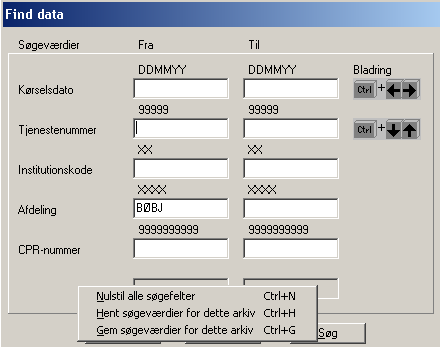 Find data
Søgeværdier Fra Til
DDMMYY DDMMYY Bladring
Kørselsdato Ctrl +
99999 99999
Tjenestenummer Ctrl +
XX XX
Institutionskode
XXXX XXXX
Afdeling BØBJ
9999999999 9999999999
CPR-nummer
Nulstil alle søgefelter Ctrl+N
Hent søgeværdier for dette arkiv Ctrl+H
Gem søgeværdier for dette arkiv Ctrl+G
Søg